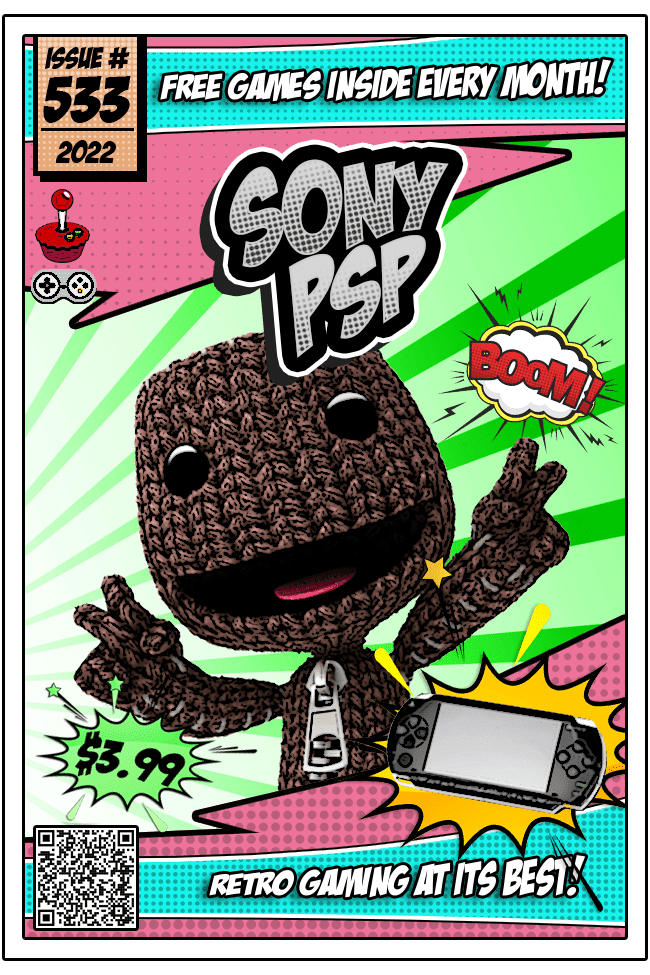 ISSUE #
533
2022
FREE GAMES INSIDE EVERY MONTH!
SONY
PSP
BOOM!
$3.99
RETRO GAMING AT ITS BEST!